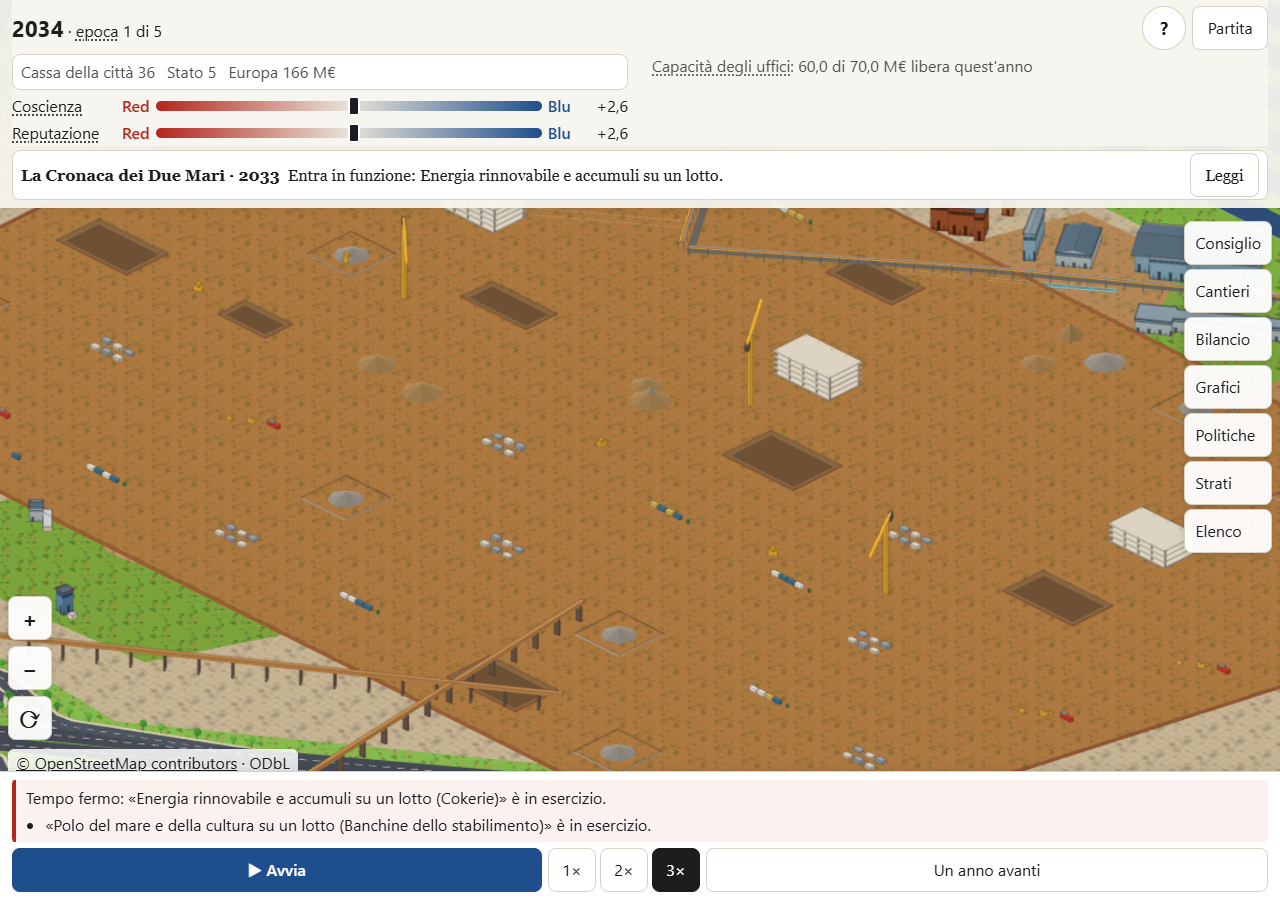 2034 · epoca 1 di 5
?
Partita
Cassa della città 36 Stato 5 Europa 166 M€
Capacità degli uffici: 60,0 di 70,0 M€ libera quest'anno
Coscienza Red Blu +2,6
Reputazione Red Blu +2,6
La Cronaca dei Due Mari · 2033 Entra in funzione: Energia rinnovabile e accumuli su un lotto.
Leggi
Consiglio
Cantieri
Bilancio
Grafici
Politiche
Strati
Elenco
+
−
© OpenStreetMap contributors · ODbL
Tempo fermo: «Energia rinnovabile e accumuli su un lotto (Cokerie)» è in esercizio.
• «Polo del mare e della cultura su un lotto (Banchine dello stabilimento)» è in esercizio.
▶ Avvia
1×
2×
3×
Un anno avanti